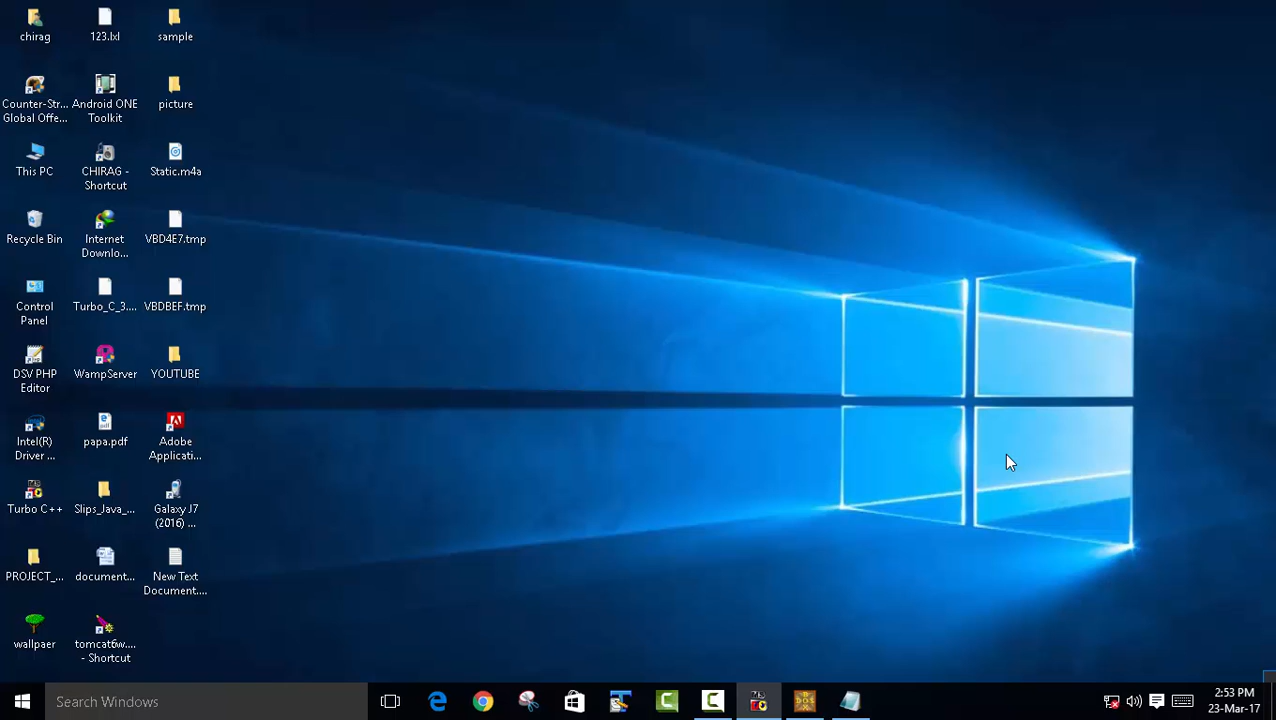 chirag
123.lxl
sample
Counter-Str...
Global Offe...
Android ONE
Toolkit
picture
This PC
CHIRAG -
Shortcut
Static.m4a
Recycle Bin
Internet
Downlo...
VBD4E7.tmp
Control
Panel
Turbo_C_3....
VBDBEF.tmp
DSV PHP
Editor
WampServer
YOUTUBE
Intel(R)
Driver ...
papa.pdf
Adobe
Applicati...
Turbo C++
Slips_Java_...
Galaxy J7
(2016) ...
PROJECT_...
document...
New Text
Document....
wallpaer
tomcat6w....
- Shortcut
Search Windows
2:53 PM
23-Mar-17